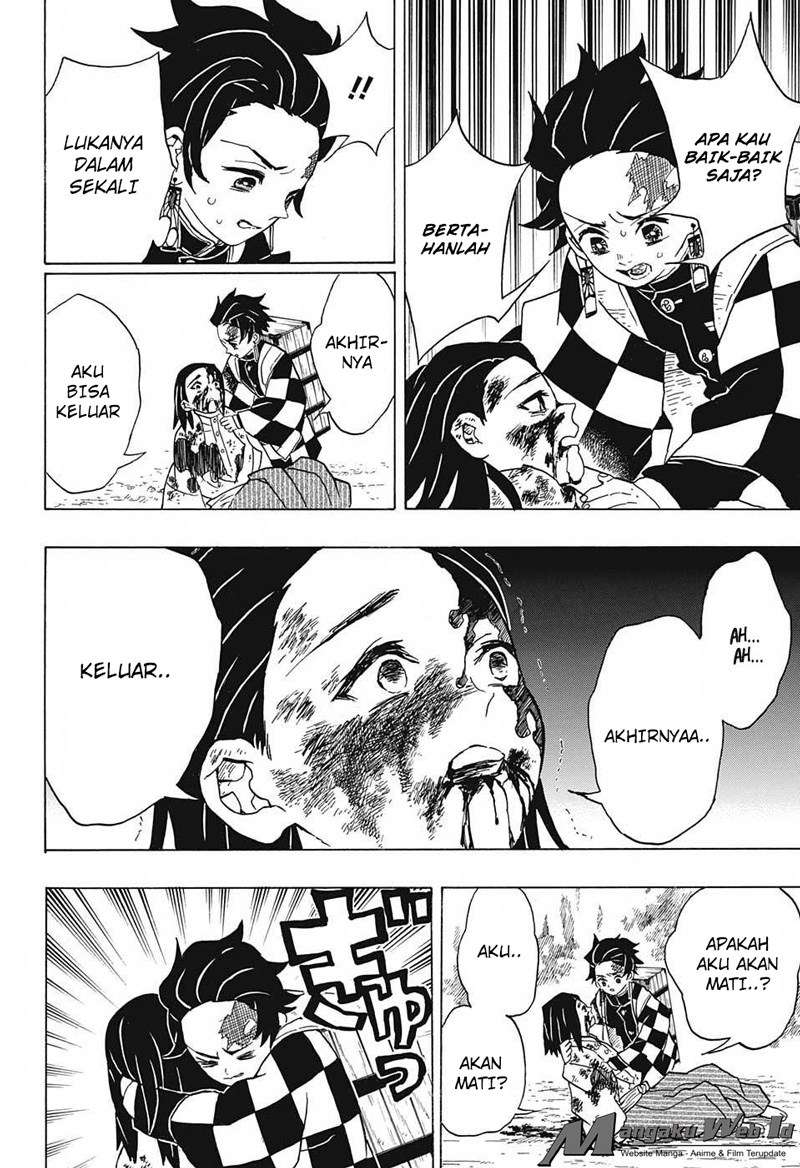 APA KAU
BAIK-BAIK
SAJA?
BERTA-
HANLAH
!!
LUKANYA
DALAM
SEKALI
AKHIR-
NYA
AKU
BISA
KELUAR
AH...
AH...
AKHIRNYAA..
KELUAR..
APAKAH
AKU AKAN
MATI..?
AKU..
AKAN
MATI?
ぎゅっ
Mangaku.Web.Id
Website Manga - Anime & Film Terupdate